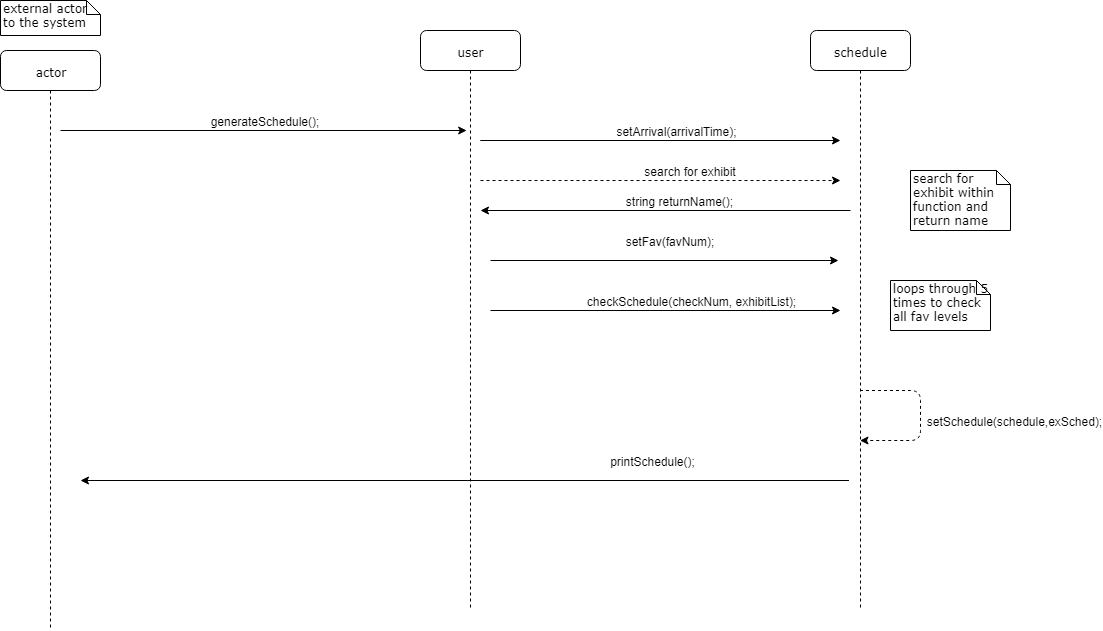 external actor
to the system
actor
user
schedule
generateSchedule();
setArrival(arrivalTime);
search for exhibit
string returnName();
search for
exhibit within
function and
return name
setFav(favNum);
checkSchedule(checkNum, exhibitList);
loops through 5
times to check
all fav levels
setSchedule(schedule,exSched);
printSchedule();